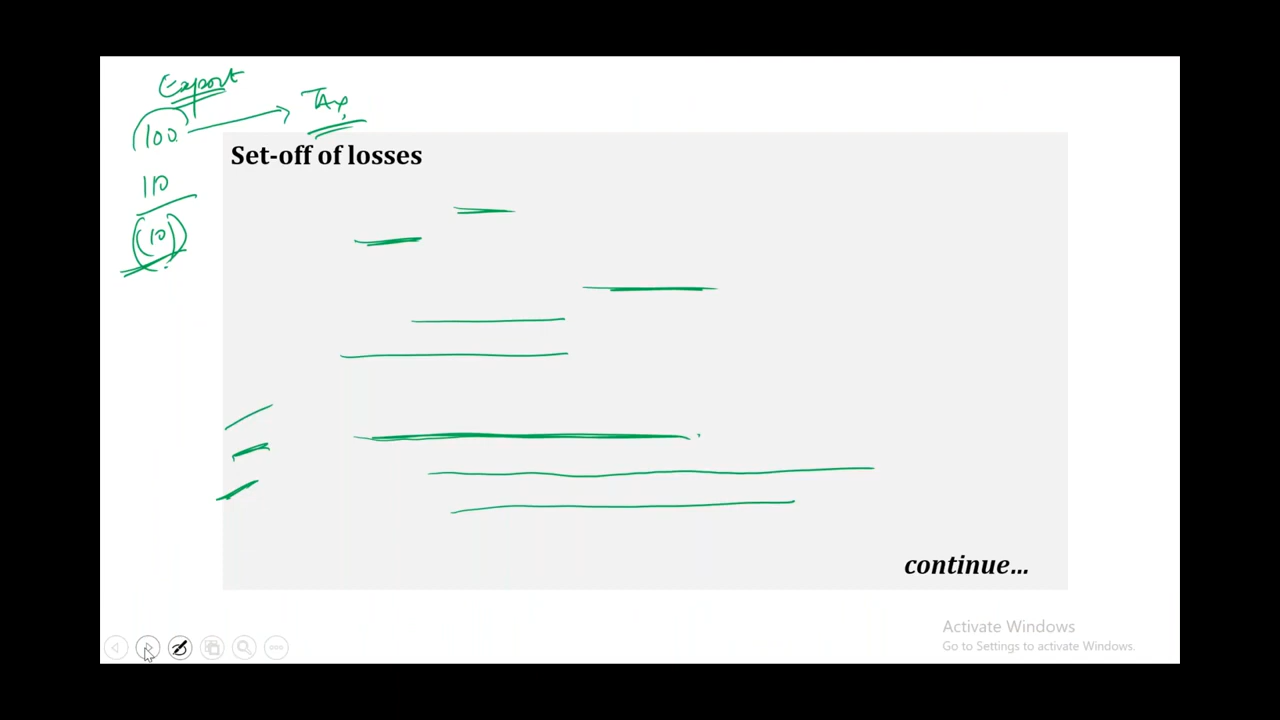 Export
100
Tax
Set-off of losses
110
(10)
continue...
Activate Windows
Go to Settings to activate Windows.